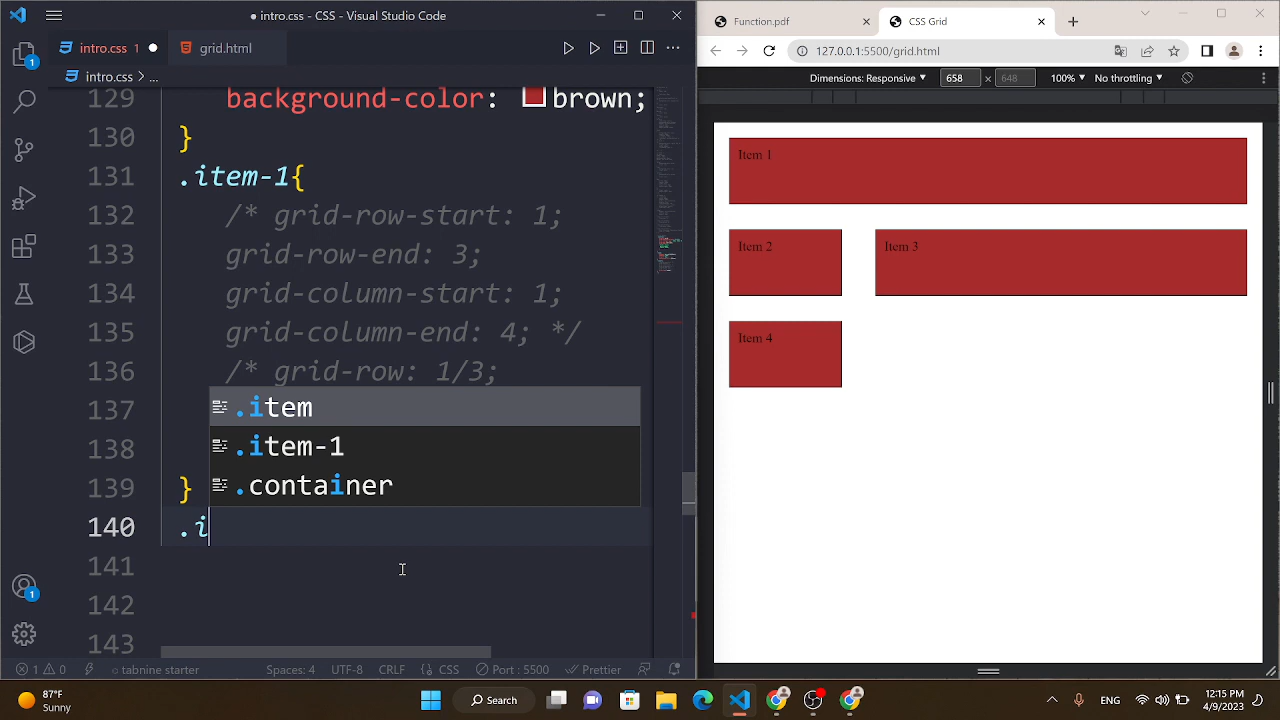 intro.css - CSS - Visual Studio Code
intro.css 1
grid.html
intro.css > ...
129 background-color: brown;
130 }
131 .item-1{
132 /* grid-row-start: 1;
133 grid-row-end: 3;
134 grid-column-start: 1;
135 grid-column-end: 4; */
136 /* grid-row: 1/3;
137 .item
138 .item-1
139 } .container
140 .i
141
142
143
1
1
1 0
tabnine starter
Spaces: 4
UTF-8
CRLF
{} CSS
Port : 5500
Prettier
Function.pdf
CSS Grid
127.0.0.1:5500/grid.html
Dimensions: Responsive
658 × 648
100%
No throttling
Item 1
Item 2
Item 3
Item 4
87°F
Sunny
Search
ENG
12:15 PM
4/9/2023